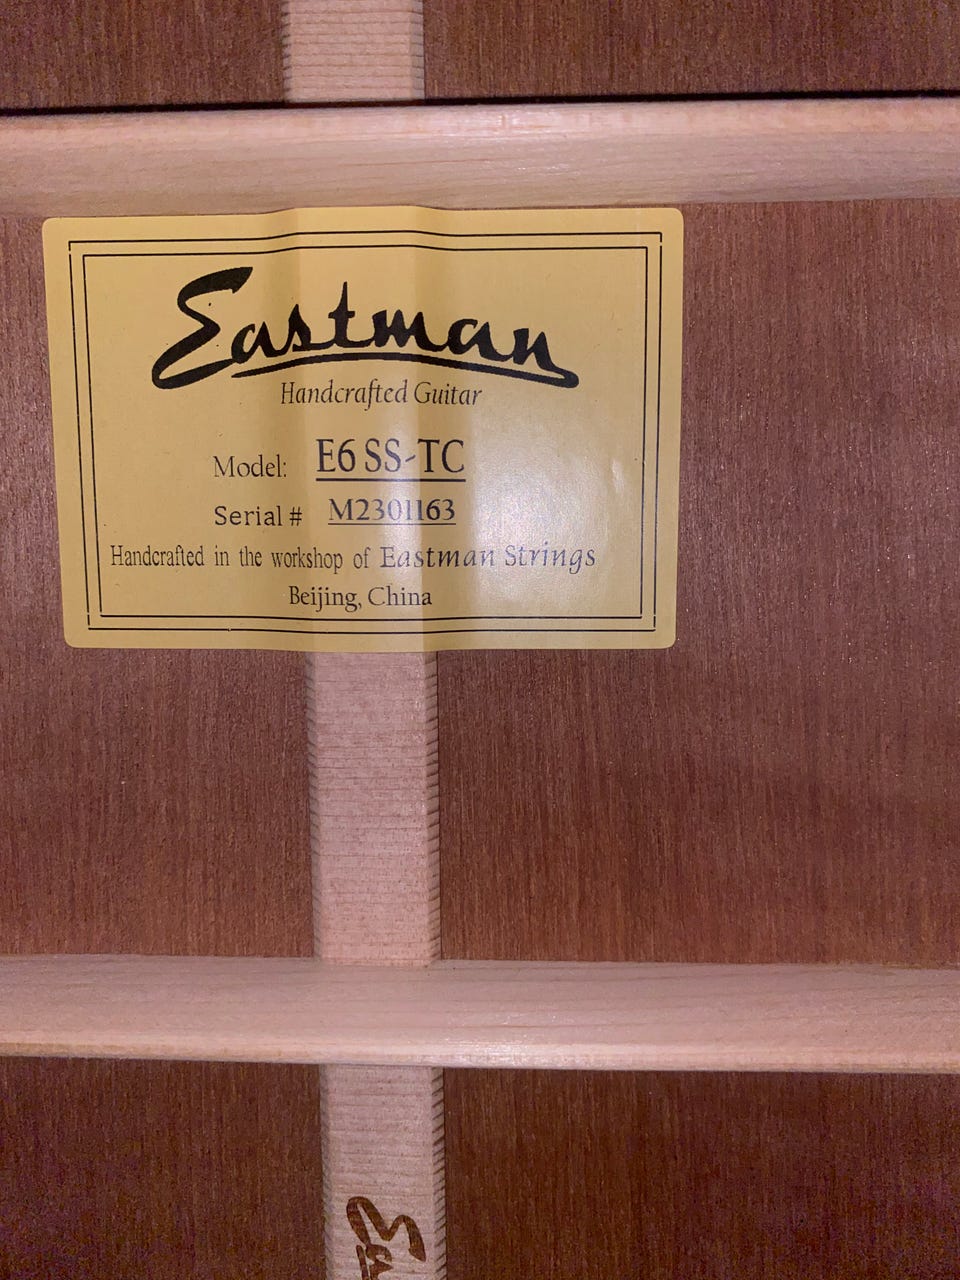 Eastman
Handcrafted Guitar
Model: E6 SS-TC
Serial # M2301163
Handcrafted in the workshop of Eastman Strings
Beijing, China